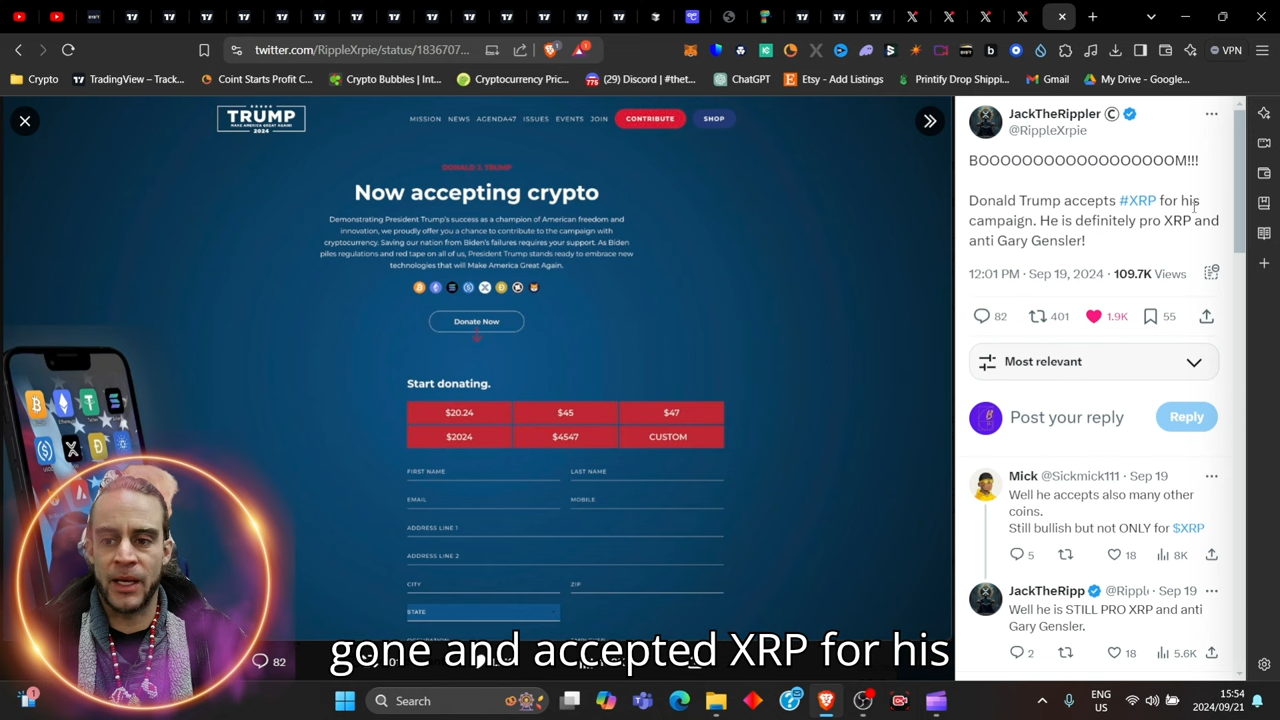 twitter.com/RippleXrpie/status/1836707...
VPN
Crypto
TradingView – Track...
Coint Starts Profit C...
Crypto Bubbles | Int...
Cryptocurrency Pric...
(29) Discord | #the...
ChatGPT
Etsy - Add Listings
Printify Drop Shippi...
Gmail
My Drive - Google...
TRUMP
MAKE AMERICA GREAT AGAIN!
2024
MISSION NEWS AGENDA47 ISSUES EVENTS JOIN CONTRIBUTE SHOP
DONALD J. TRUMP
Now accepting crypto
Demonstrating President Trump's success as a champion of American freedom and
innovation, we proudly offer you a chance to contribute to the campaign with
cryptocurrency. Saving our nation from Biden's failures requires your support. As Biden
piles regulations and red tape on all of us, President Trump stands ready to embrace new
technologies that will Make America Great Again.
Donate Now
Start donating.
$20.24 $45 $47
$2024 $4547 CUSTOM
FIRST NAME LAST NAME
EMAIL MOBILE
ADDRESS LINE 1
ADDRESS LINE 2
CITY ZIP
STATE
82
gone and accepted XRP for his
JackTheRippler ©
@RippleXrpie
BOOOOOOOOOOOOOOOOOM!!!
Donald Trump accepts #XRP for his
campaign. He is definitely pro XRP and
anti Gary Gensler!
12:01 PM · Sep 19, 2024 · 109.7K Views
82 401 1.9K 55
Most relevant
Post your reply
Reply
Mick @Sickmick111 · Sep 19
Well he accepts also many other
coins.
Still bullish but not ONLY for $XRP
5 18 8K
JackTheRipp @Ripple · Sep 19
Well he is STILL PRO XRP and anti
Gary Gensler.
2 18 5.6K
1
Search
ENG
US
15:54
2024/09/21